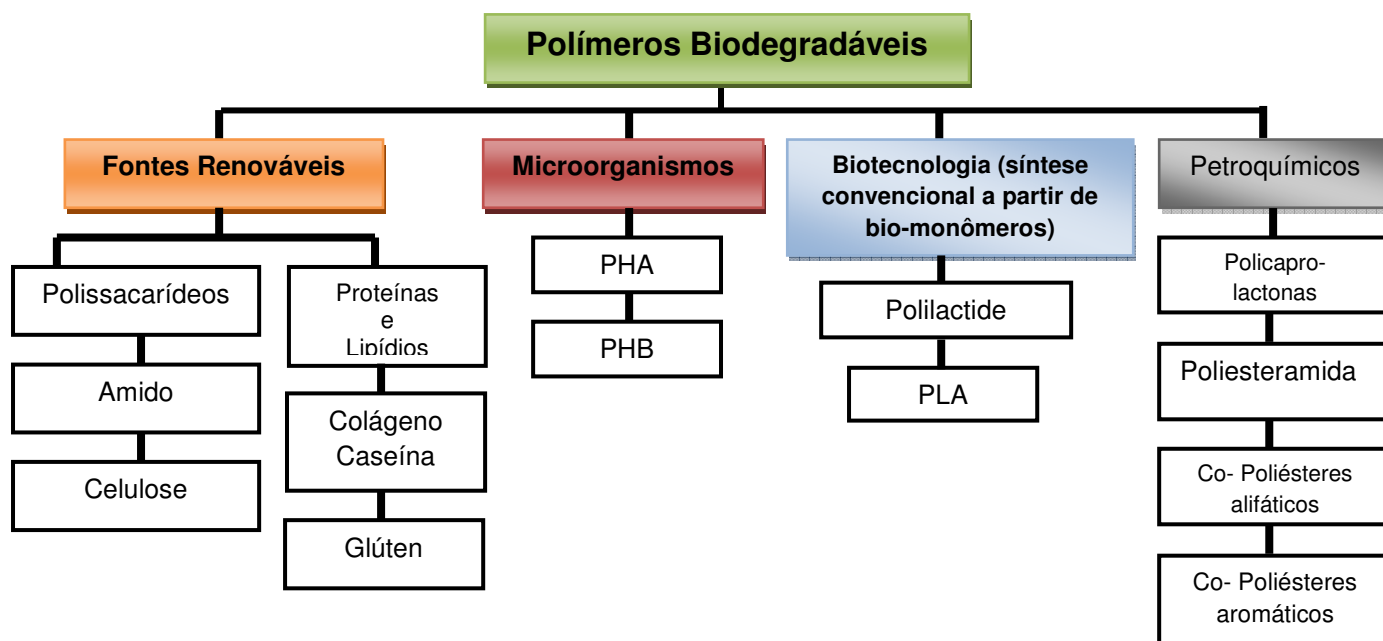 Polímeros Biodegradáveis
Fontes Renováveis
Polissacarídeos
Amido
Celulose
Proteínas
e
Lipídios
Colágeno
Caseína
Glúten
Microorganismos
PHA
PHB
Biotecnologia (síntese
convencional a partir de
bio-monômeros)
Polilactide
PLA
Petroquímicos
Policapro-
lactonas
Poliesteramida
Co- Poliésteres
alifáticos
Co- Poliésteres
aromáticos